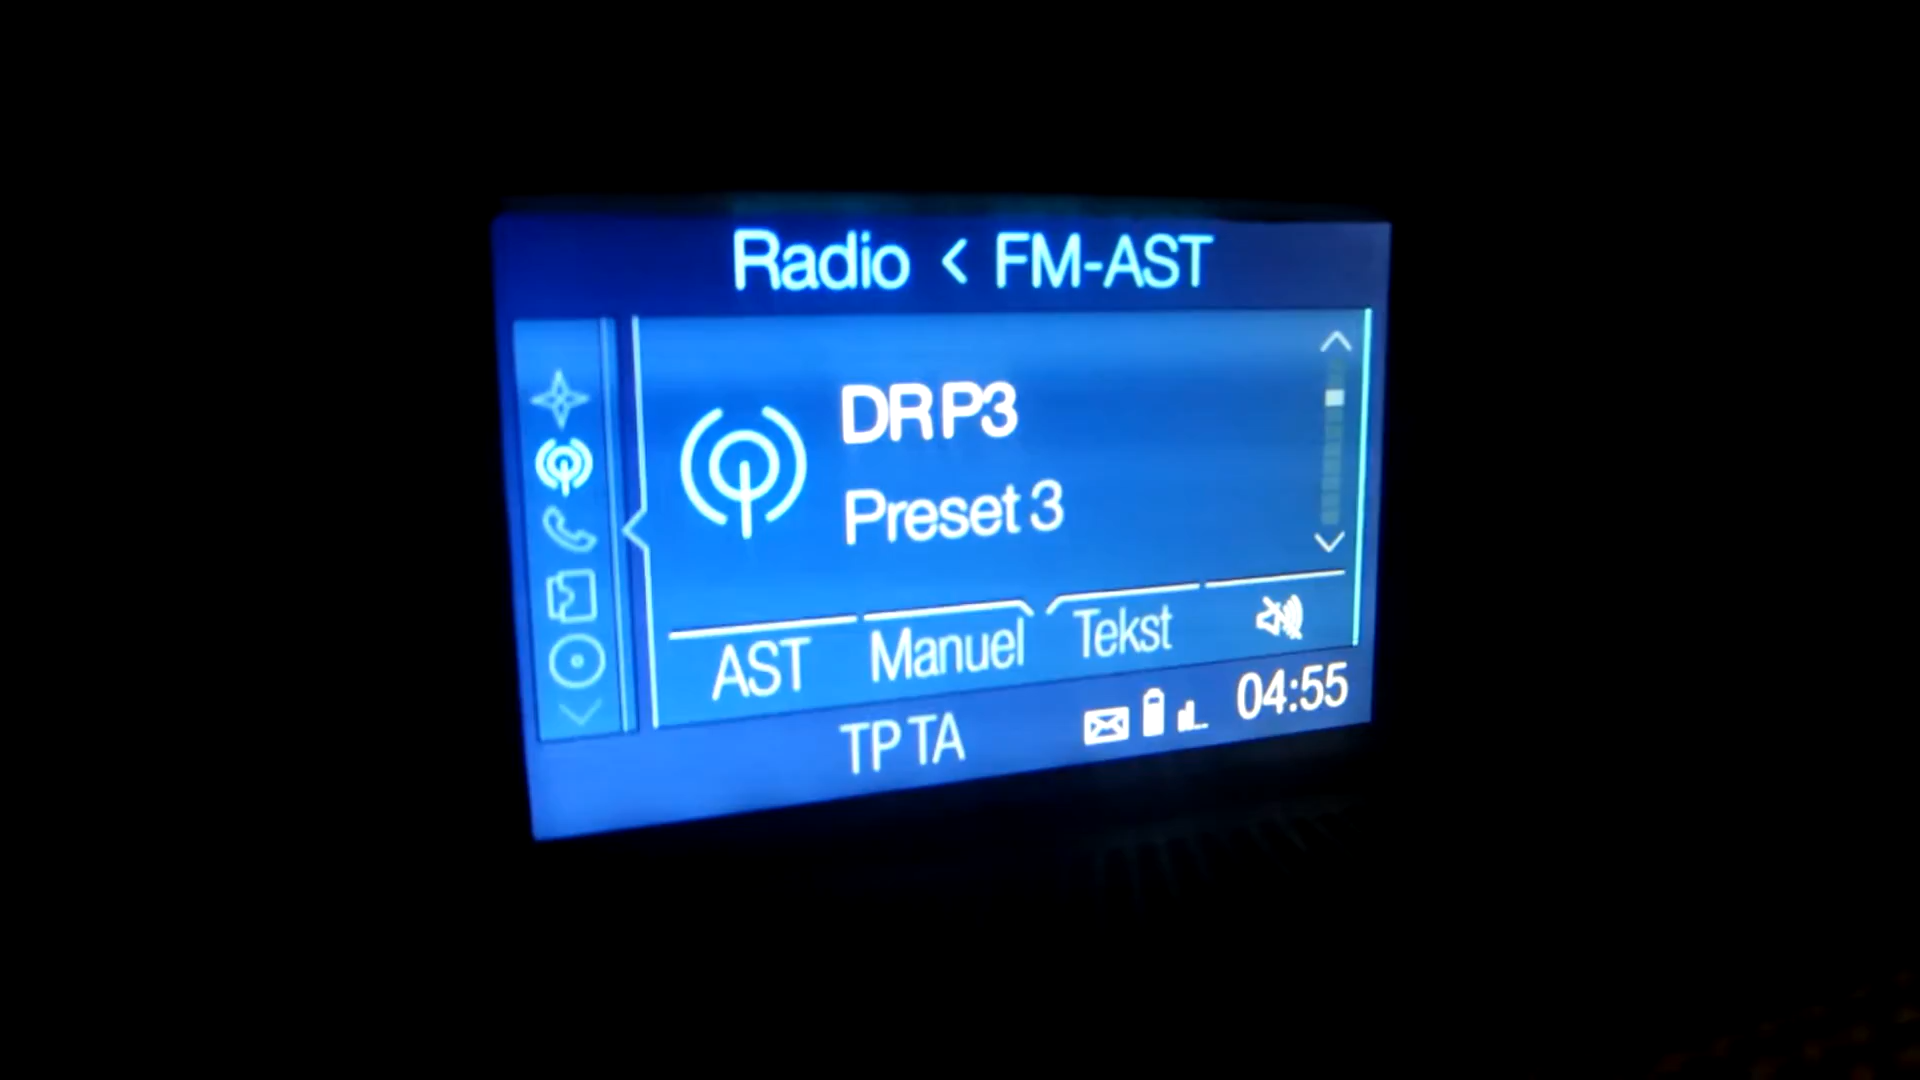 Radio < FM-AST
DR P3
Preset 3
AST Manuel Tekst
TP TA 04:55